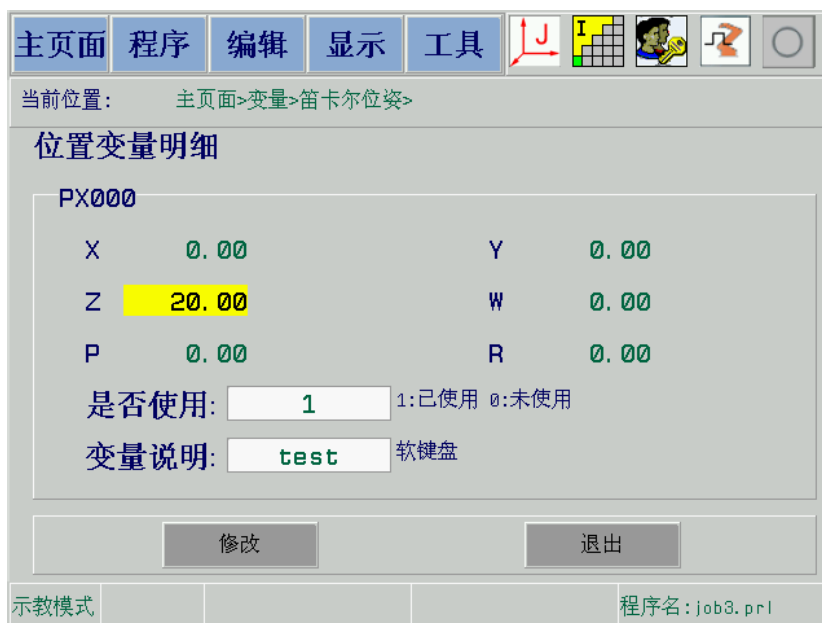 主页面 程序 编辑 显示 工具 J I
当前位置: 主页面>变量>笛卡尔位姿>
位置变量明细
PX000
X 0.00 Y 0.00
Z 20.00 W 0.00
P 0.00 R 0.00
是否使用: 1 1:已使用 0:未使用
变量说明: test 软键盘
修改 退出
示教模式 程序名:job3.prl